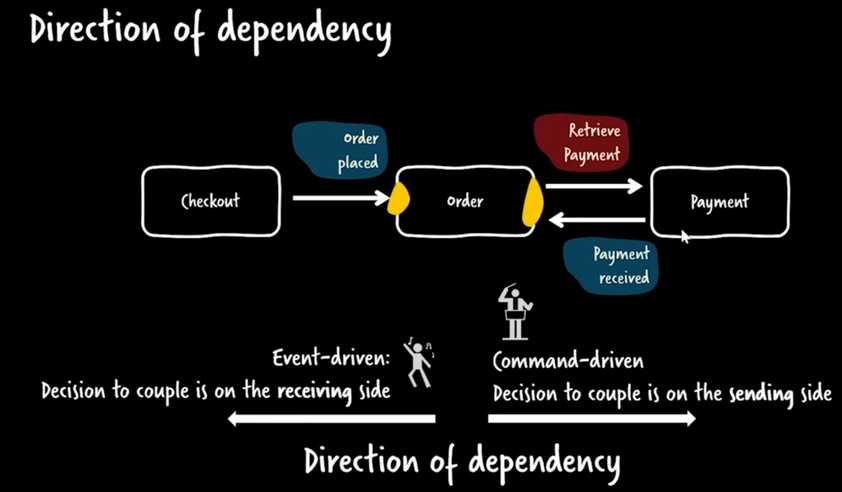 Direction of dependency
Order
placed
Retrieve
Payment
Checkout
Order
Payment
Payment
received
Event-driven:
Decision to couple is on the receiving side
Command-driven
Decision to couple is on the sending side
Direction of dependency